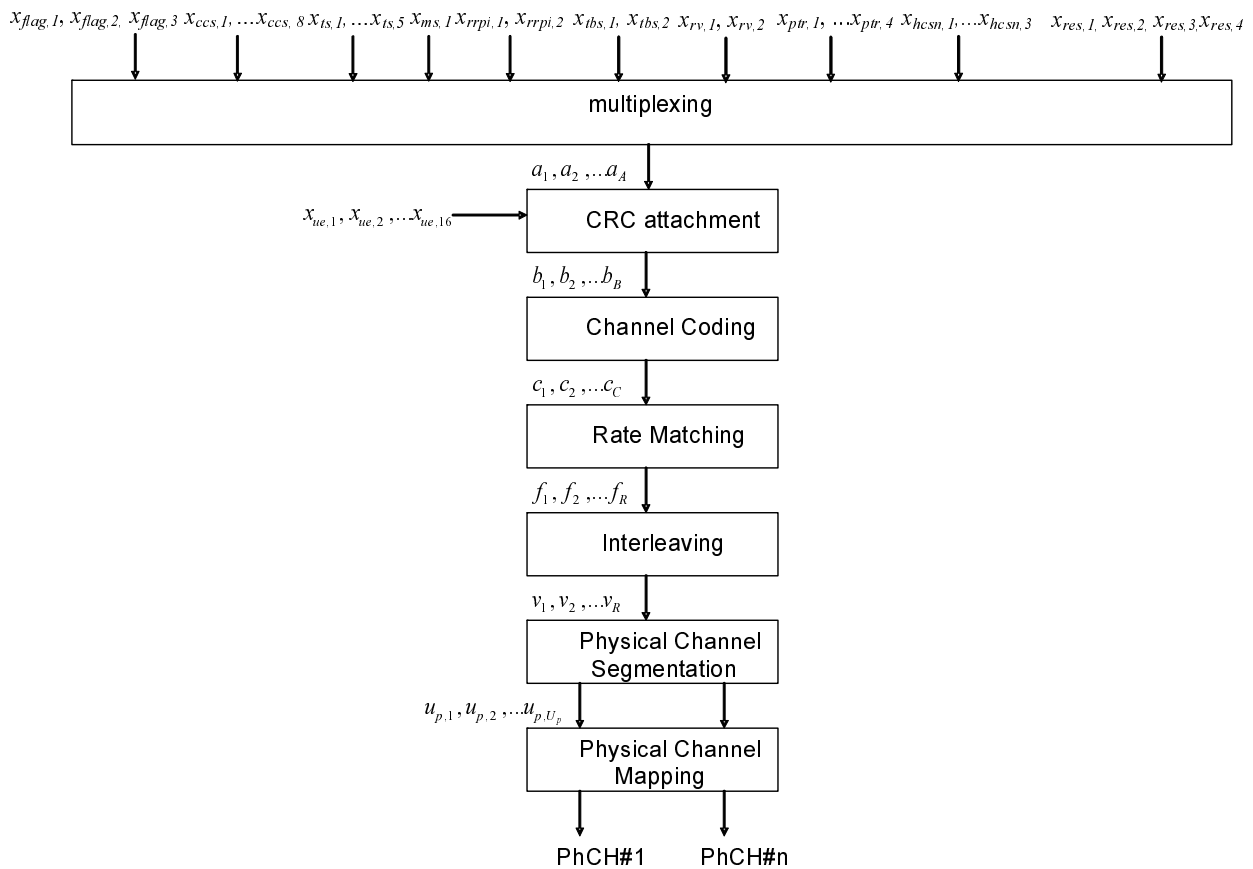 x_flag,1, x_flag,2, x_flag,3 x_ccs,1, ...x_ccs,8 x_ts,1, ...x_ts,5 x_ms,1 x_rrpi,1, x_rrpi,2 x_tbs,1, x_tbs,2 x_rv,1, x_rv,2 x_ptr,1, ...x_ptr,4 x_hcsn,1,...x_hcsn,3 x_res,1, x_res,2, x_res,3,x_res,4
multiplexing
a_1, a_2,...a_A
x_ue,1, x_ue,2,...x_ue,16
CRC attachment
b_1, b_2,...b_B
Channel Coding
c_1, c_2,...c_C
Rate Matching
f_1, f_2,...f_R
Interleaving
v_1, v_2,...v_R
Physical Channel
Segmentation
u_p,1, u_p,2,...u_p,U_p
Physical Channel
Mapping
PhCH#1 PhCH#n